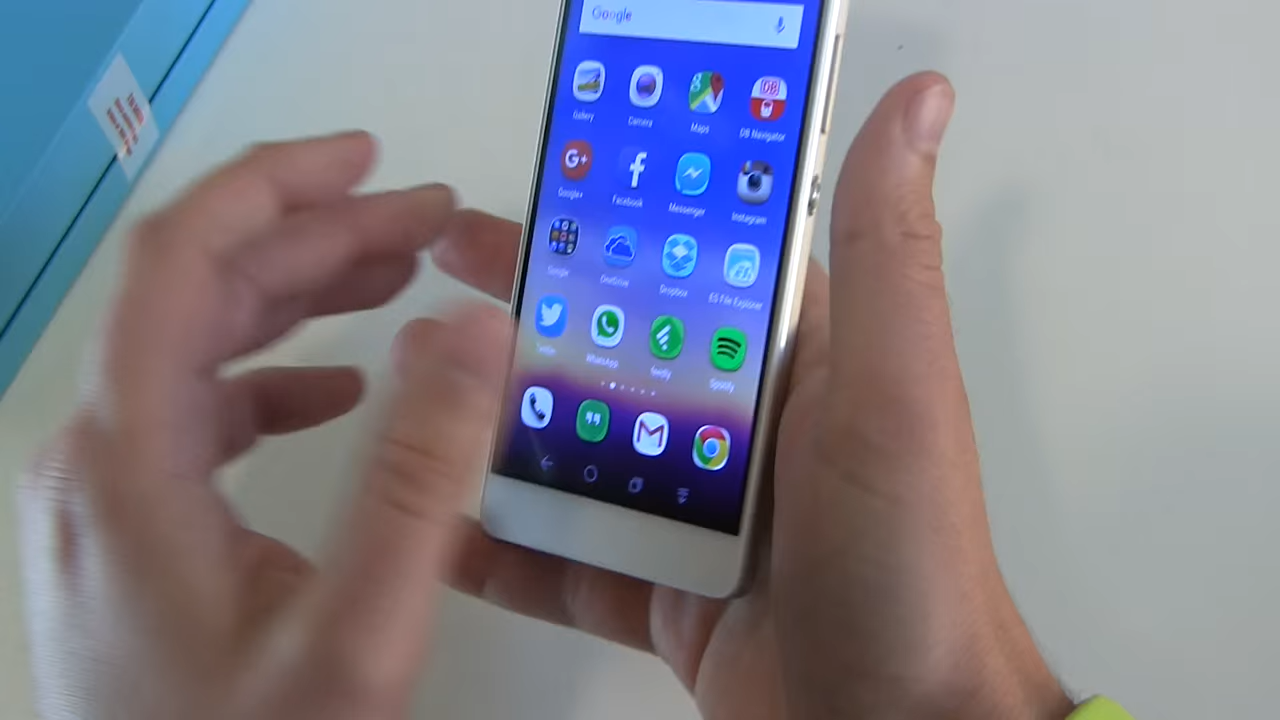 Google
Gallery Camera Maps DB Navigator
Google+ Facebook Messenger Instagram
Google OneDrive Dropbox ES File Explorer
Twitter WhatsApp feedly Spotify